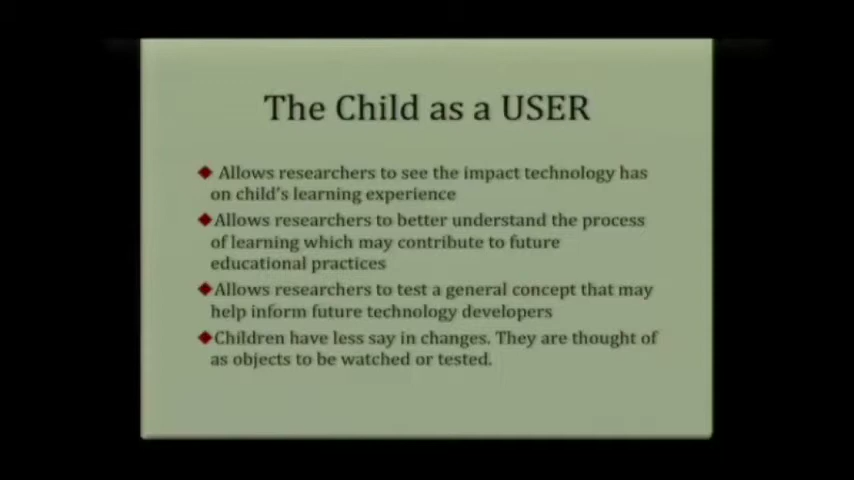 The Child as a USER
Allows researchers to see the impact technology has
on child's learning experience
Allows researchers to better understand the process
of learning which may contribute to future
educational practices
Allows researchers to test a general concept that may
help inform future technology developers
Children have less say in changes. They are thought of
as objects to be watched or tested.